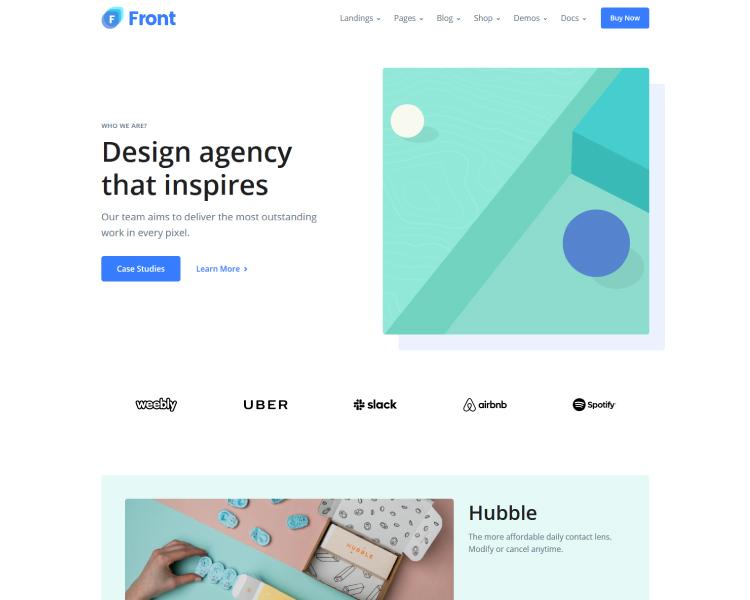 Front
Landings
Pages
Blog
Shop
Demos
Docs
Buy Now
WHO WE ARE?
Design agency
that inspires
Our team aims to deliver the most outstanding
work in every pixel.
Case Studies
Learn More
weebly
UBER
slack
airbnb
Spotify
Hubble
The more affordable daily contact lens.
Modify or cancel anytime.
HUBBLE